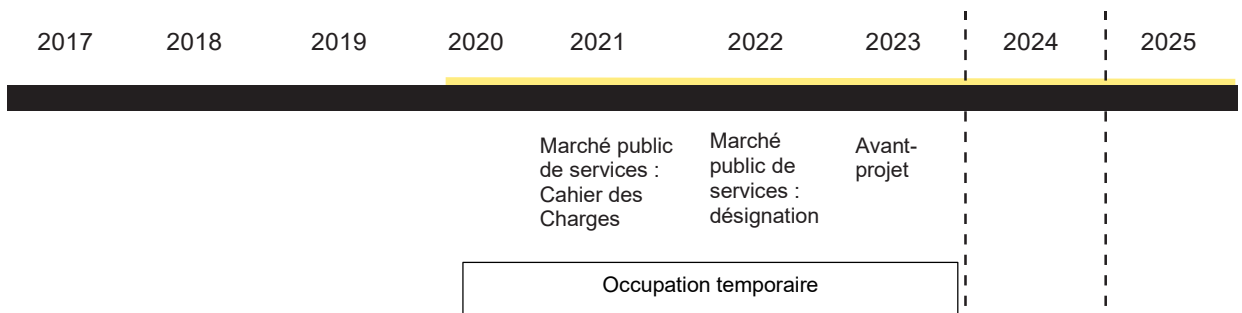 2017 2018 2019 2020 2021 2022 2023 2024 2025
Marché public
de services :
Cahier des
Charges
Marché
public de
services :
désignation
Avant-
projet
Occupation temporaire